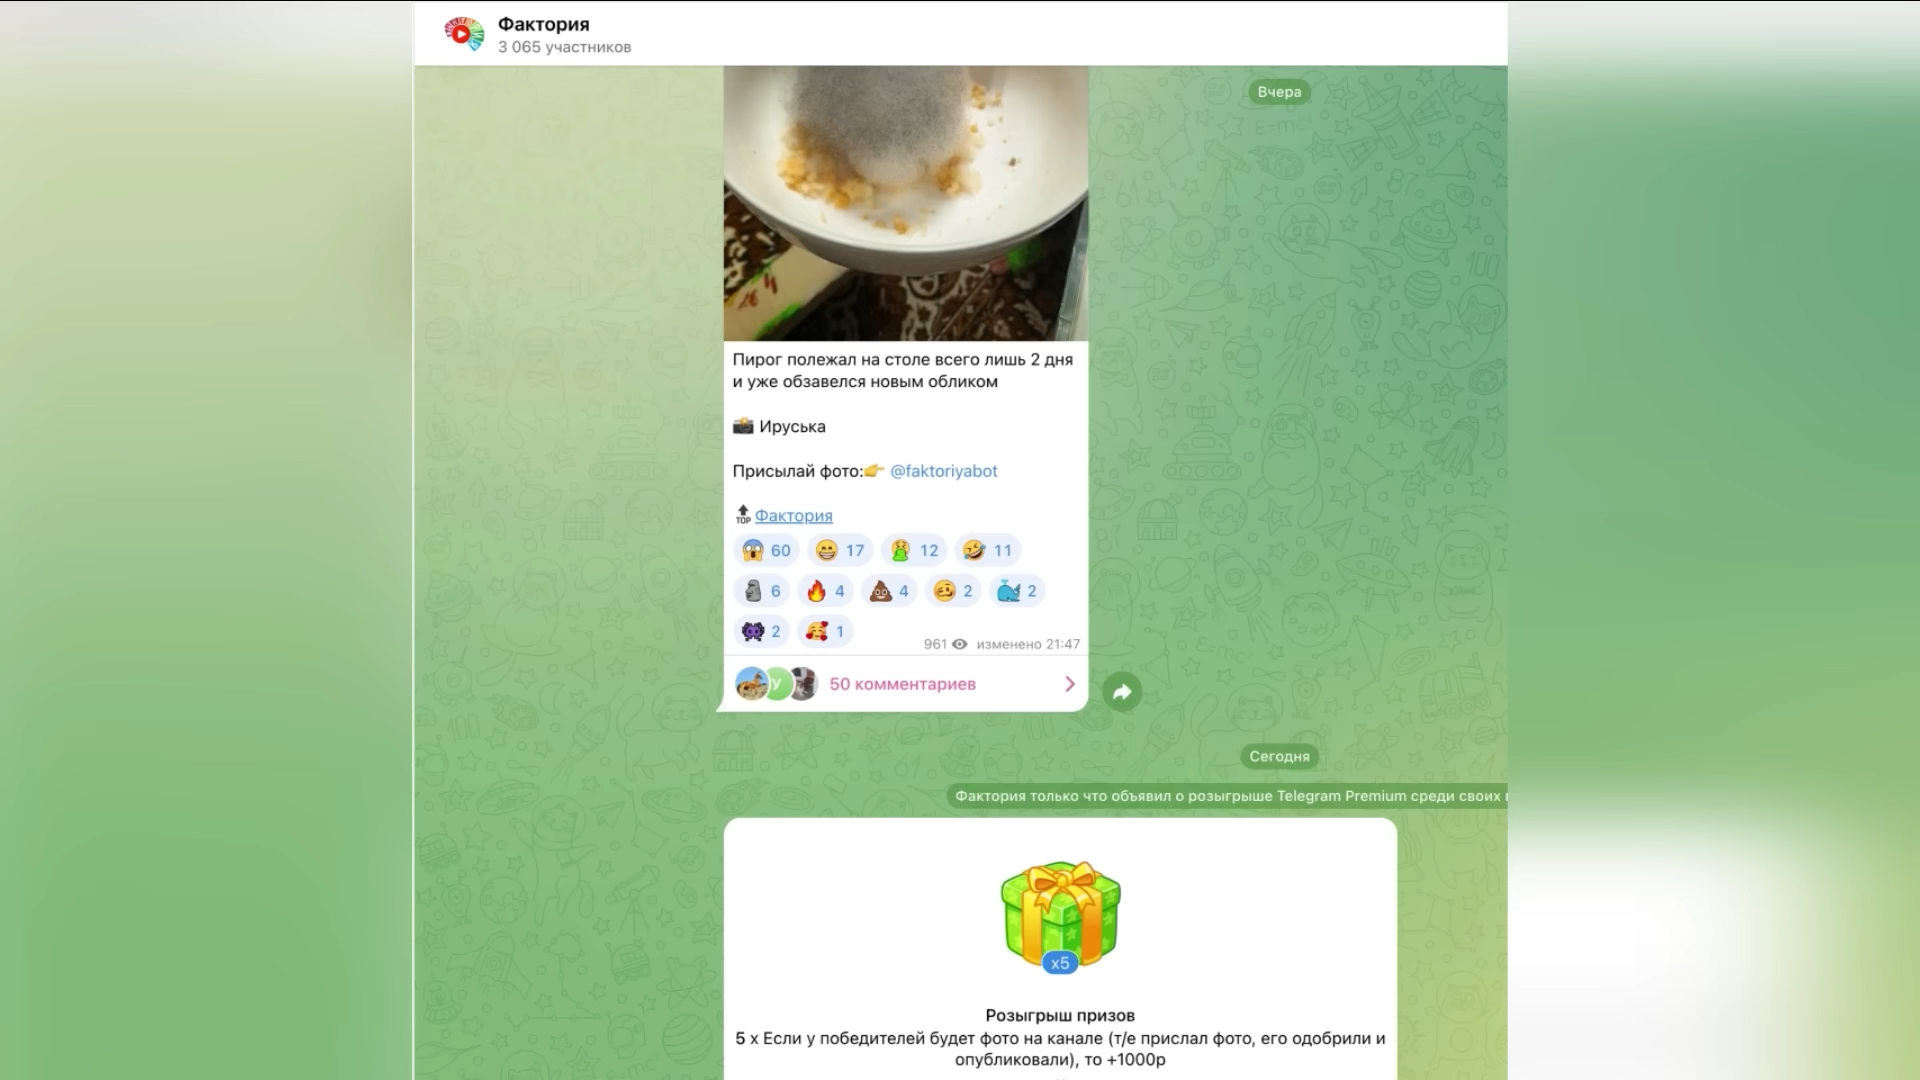 Фактория
3 065 участников
Вчера
Пирог полежал на столе всего лишь 2 дня
и уже обзавелся новым обликом
📸 Ируська
Присылай фото:👉 @faktoriyabot
🔝 Фактория
😱 60 😁 17 🤮 12 🤣 11
🗿 6 🔥 4 💩 4 🥴 2 🐳 2
👾 2 🥰 1
961 изменено 21:47
У
50 комментариев
Сегодня
Фактория только что объявил о розыгрыше Telegram Premium среди своих
x5
Розыгрыш призов
5 x Если у победителей будет фото на канале (т/е прислал фото, его одобрили и
опубликовали), то +1000р